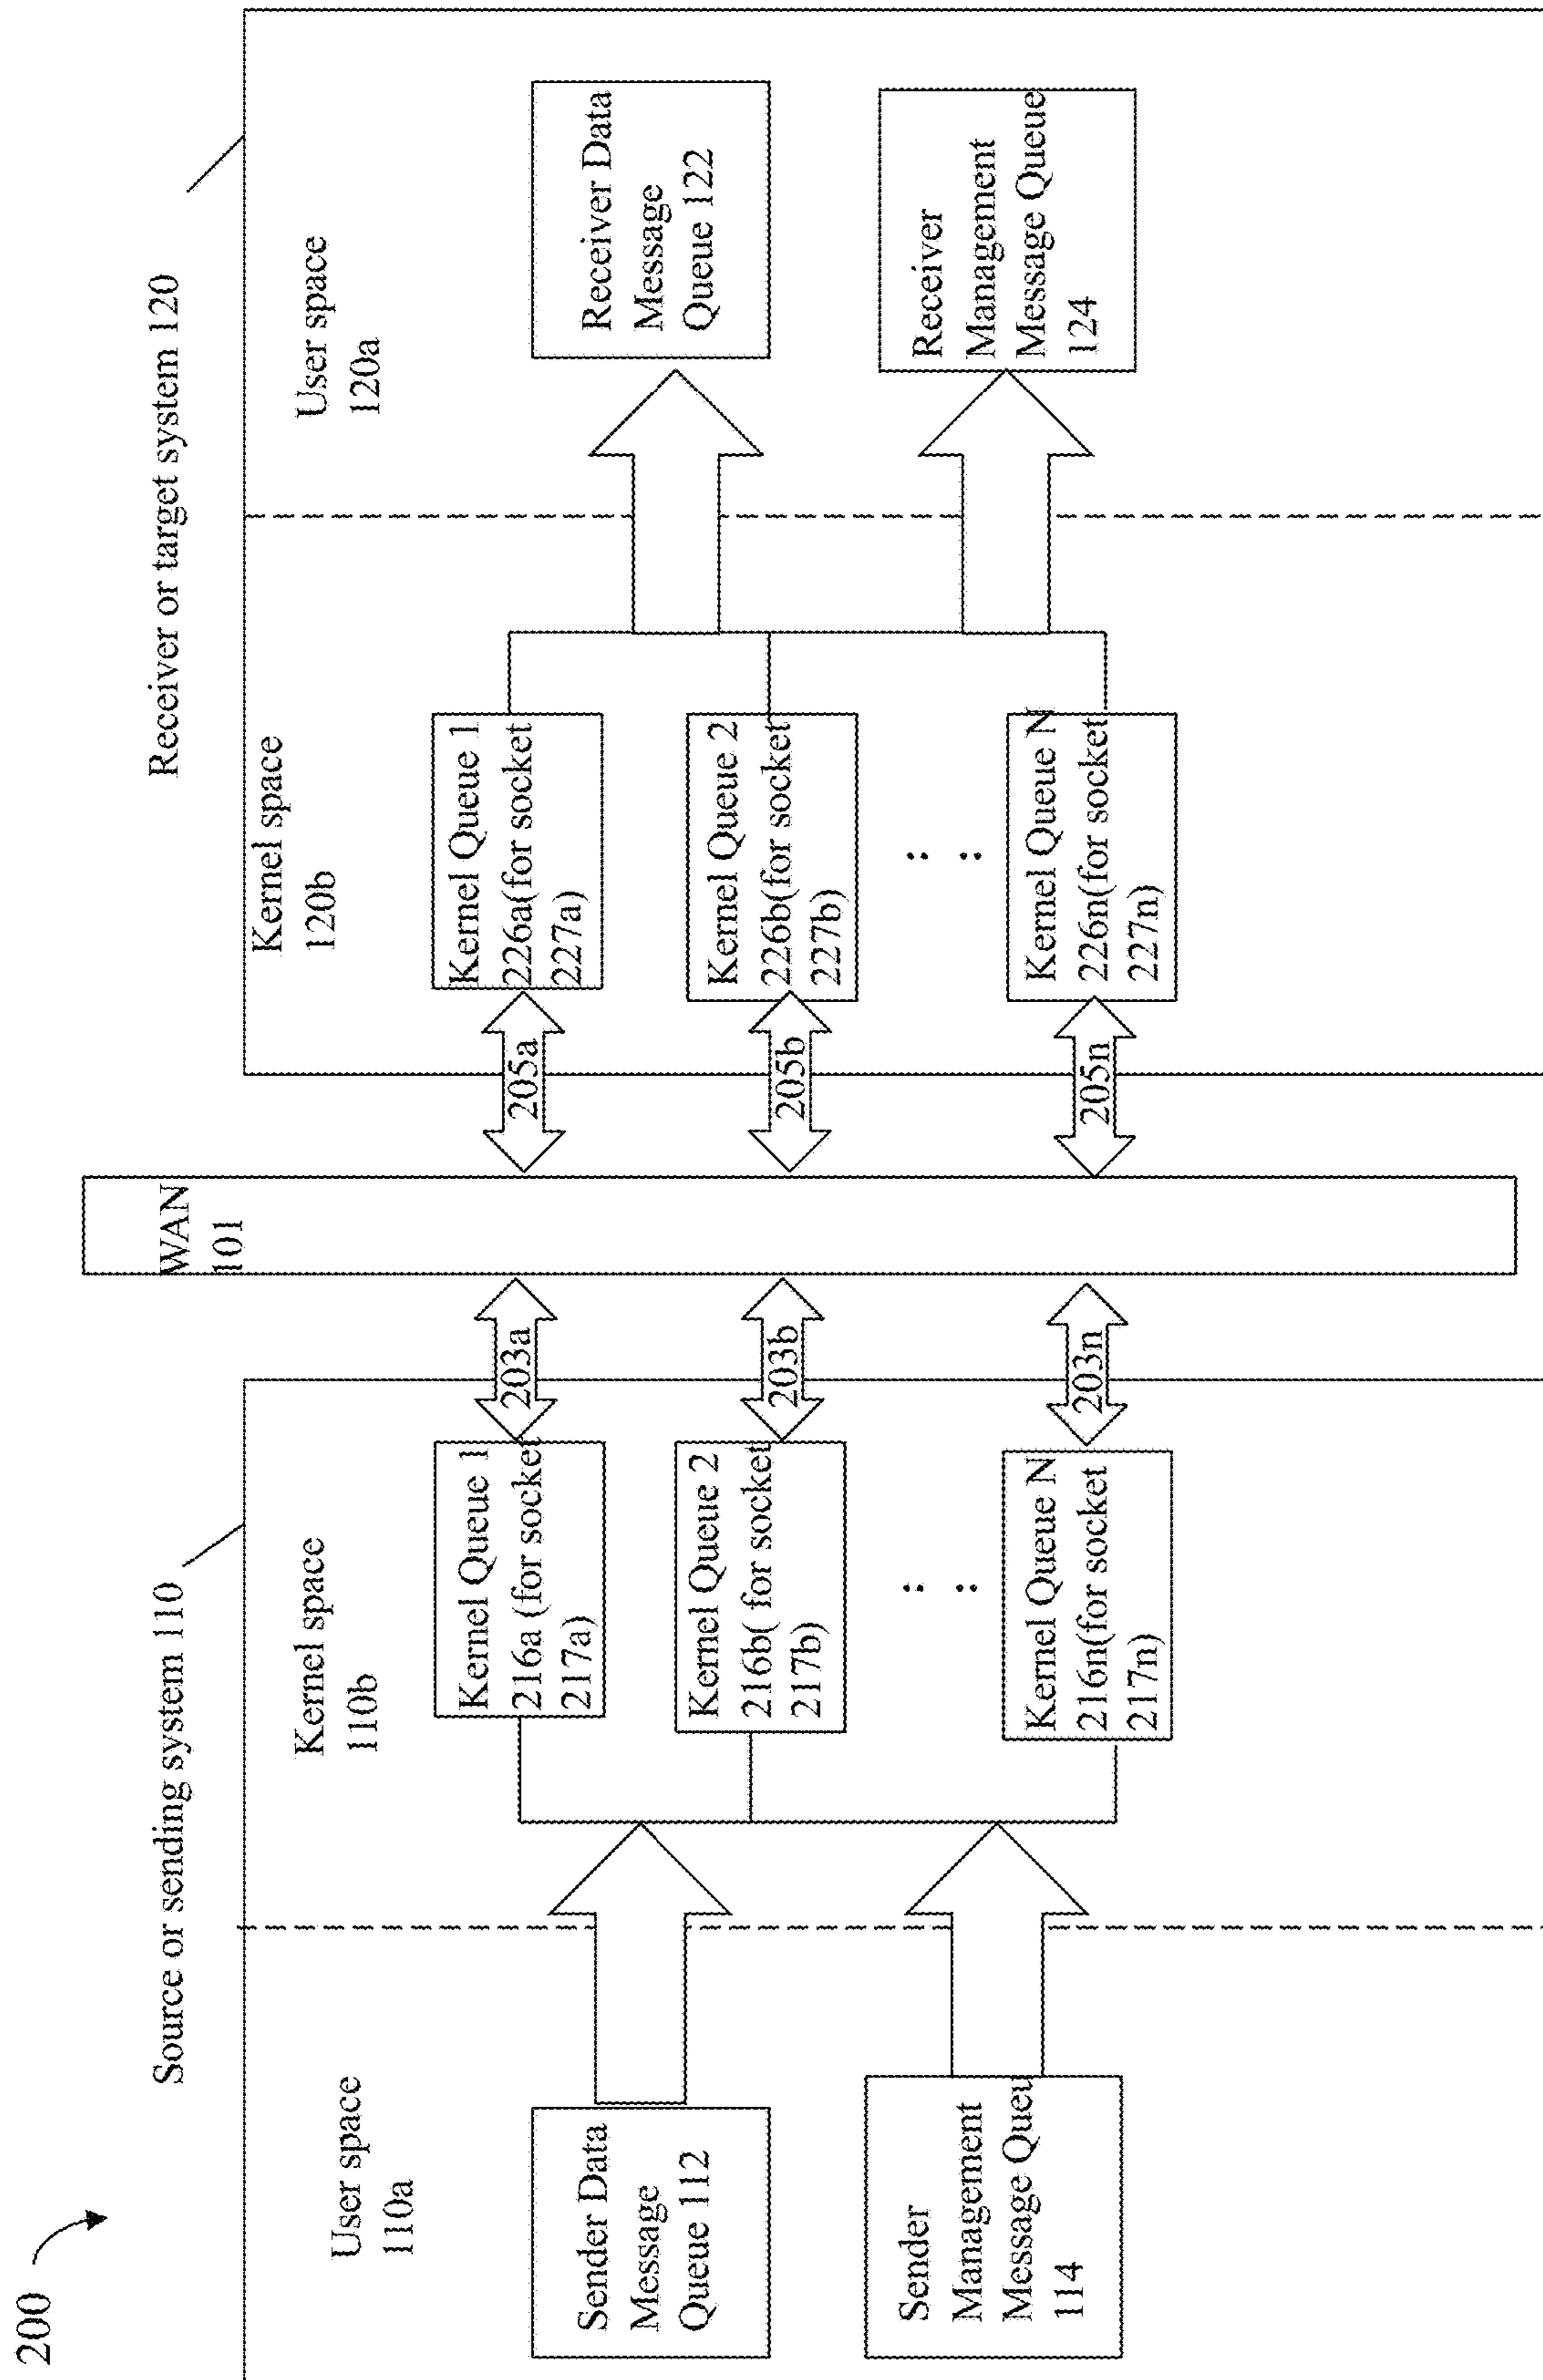 200
Source or sending system 110
User space
110a
Sender Data
Message
Queue 112
Sender
Management
Message Queu
114
Kernel space
110b
Kernel Queue 1
216a (for socket
217a)
Kernel Queue 2
216b( for socket
217b)
: :
Kernel Queue N
216n(for socket
217n)
203a
203b
203n
WAN
101
205a
205b
205n
Receiver or target system 120
Kernel space
120b
Kernel Queue 1
226a(for socket
227a)
Kernel Queue 2
226b(for socket
227b)
: :
Kernel Queue N
226n(for socket
227n)
User space
120a
Receiver Data
Message
Queue 122
Receiver
Management
Message Queue
124